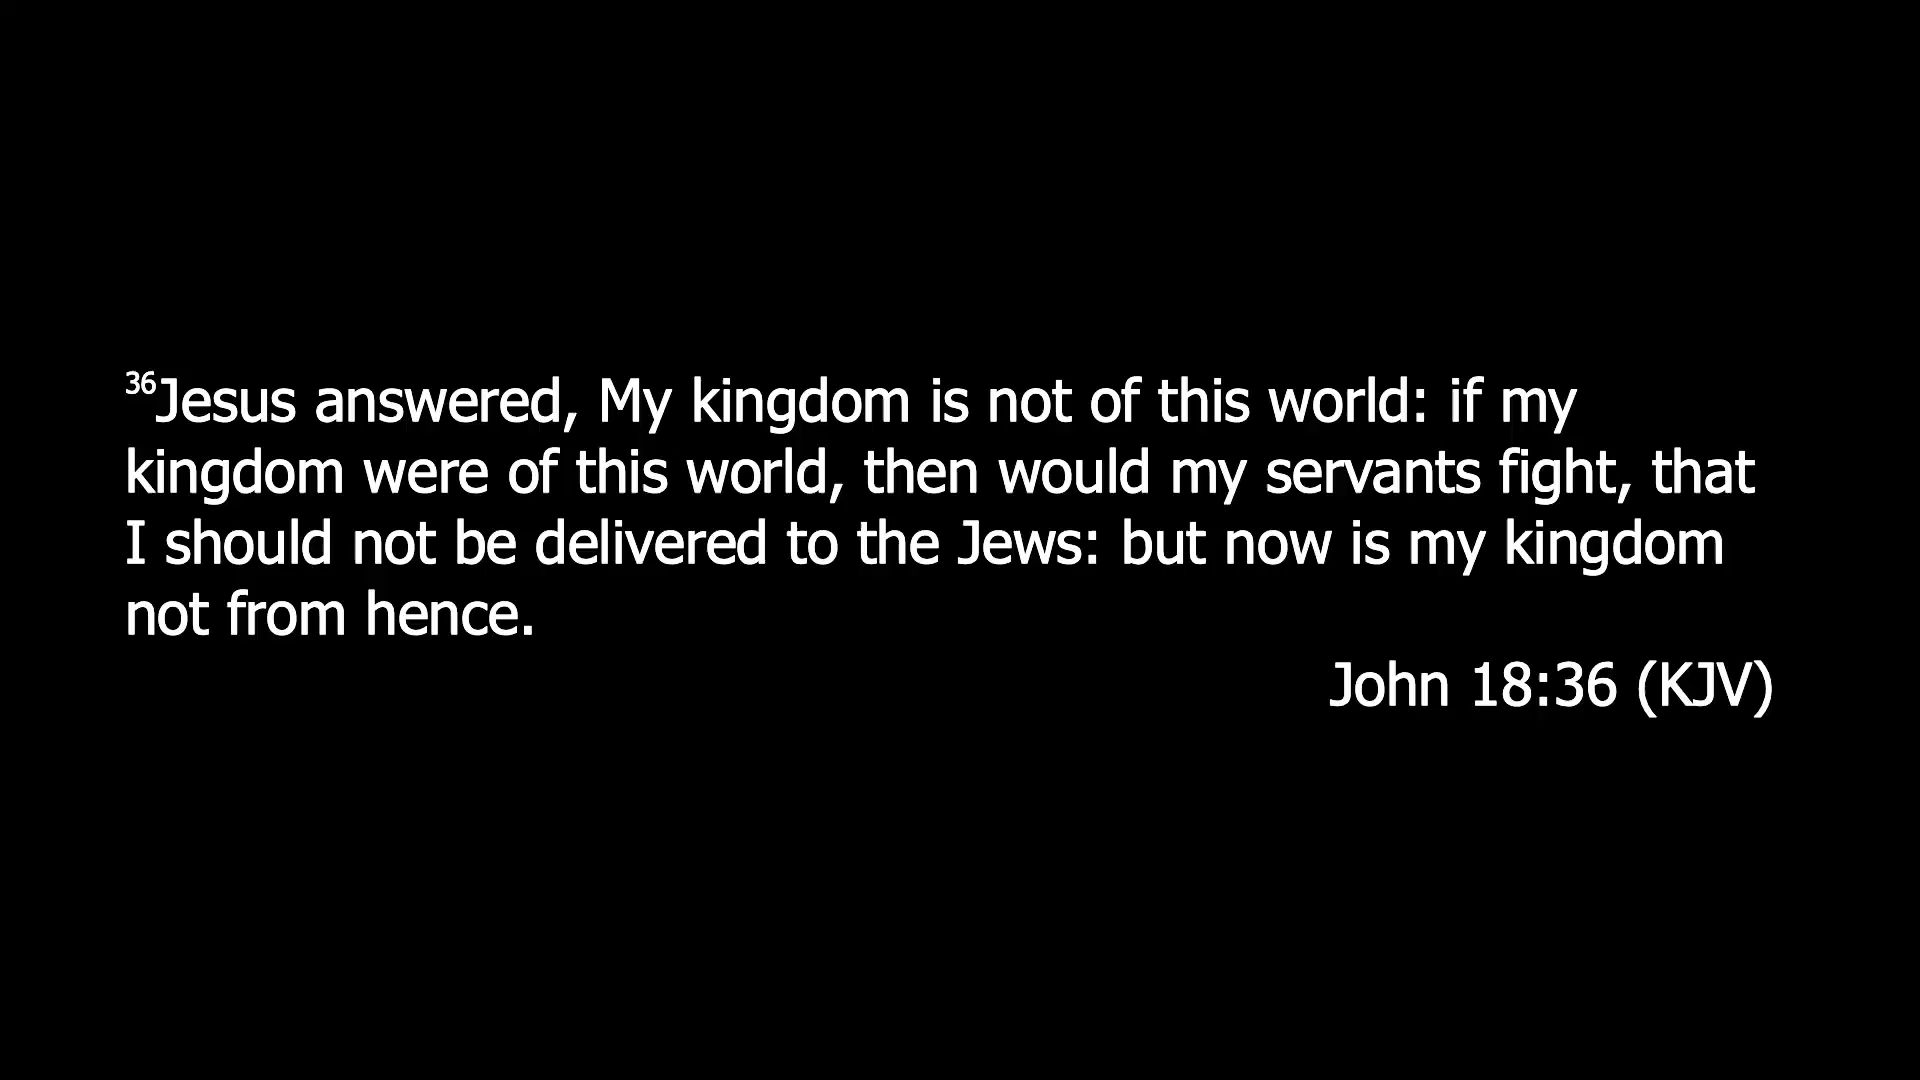 36Jesus answered, My kingdom is not of this world: if my
kingdom were of this world, then would my servants fight, that
I should not be delivered to the Jews: but now is my kingdom
not from hence.
John 18:36 (KJV)